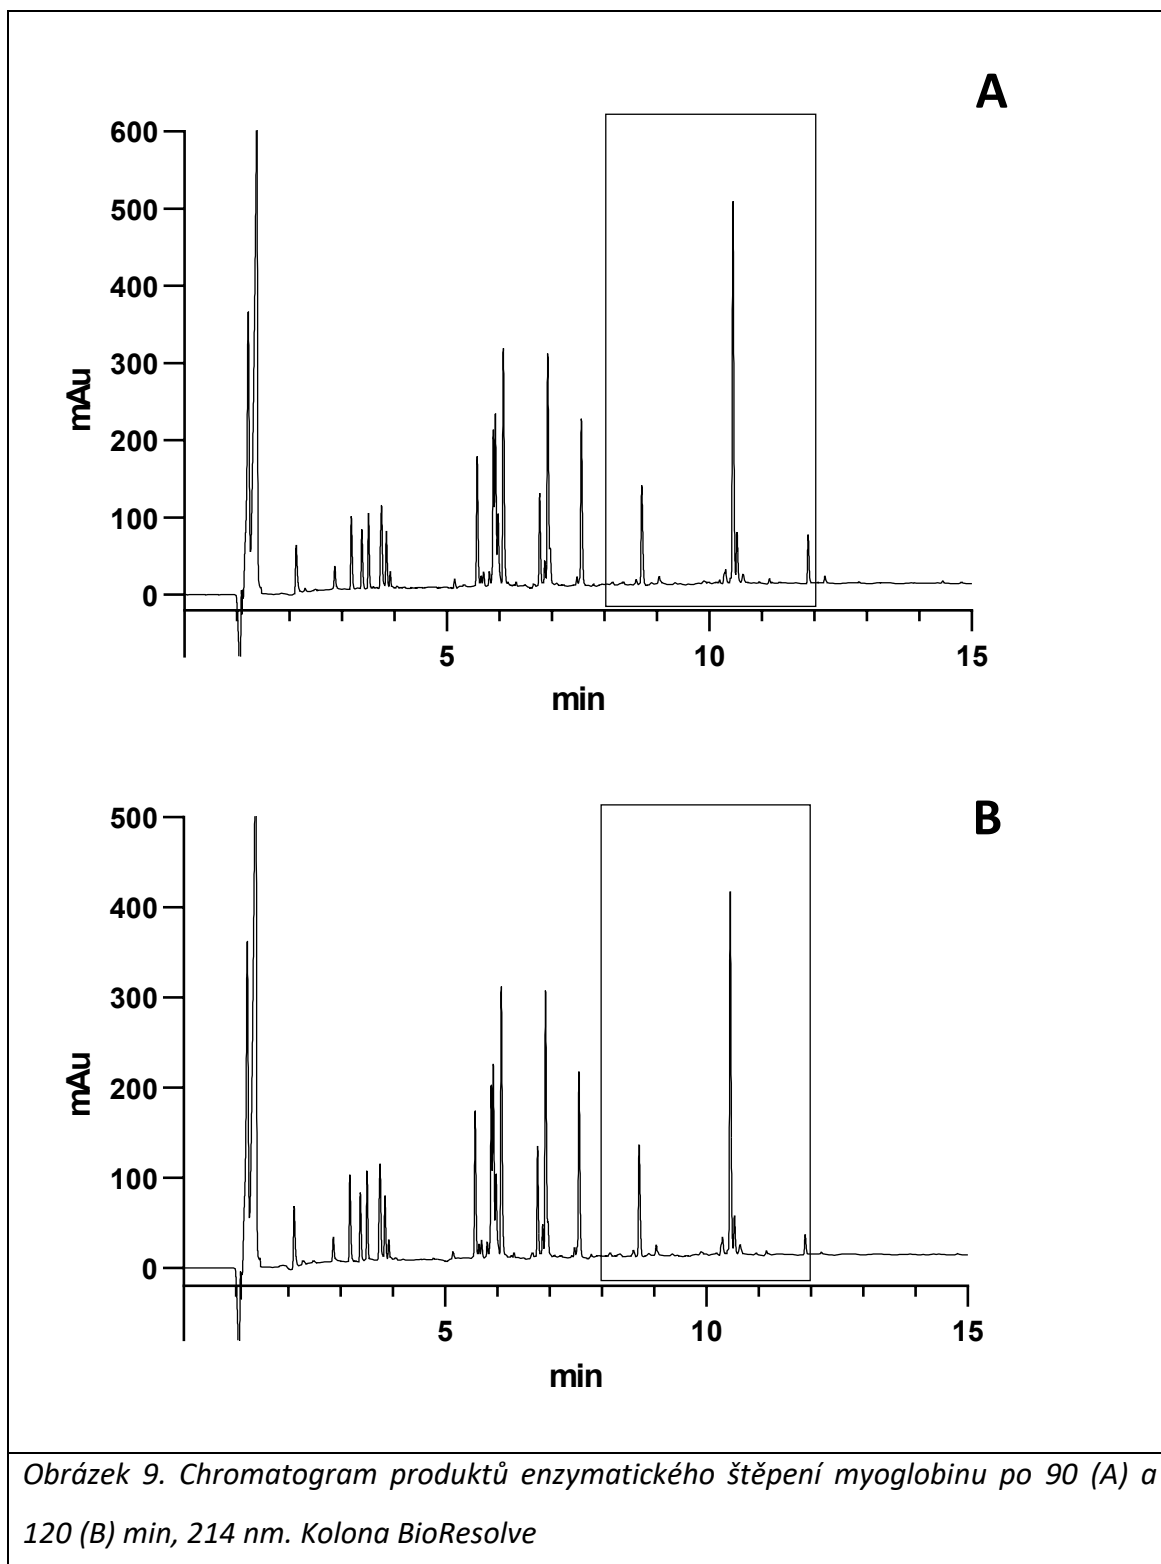 A
600
500
400
300
200
100
0
mAu
5
10
15
min
B
500
400
300
200
100
0
mAu
5
10
15
min
Obrázek 9. Chromatogram produktů enzymatického štěpení myoglobinu po 90 (A) a
120 (B) min, 214 nm. Kolona BioResolve